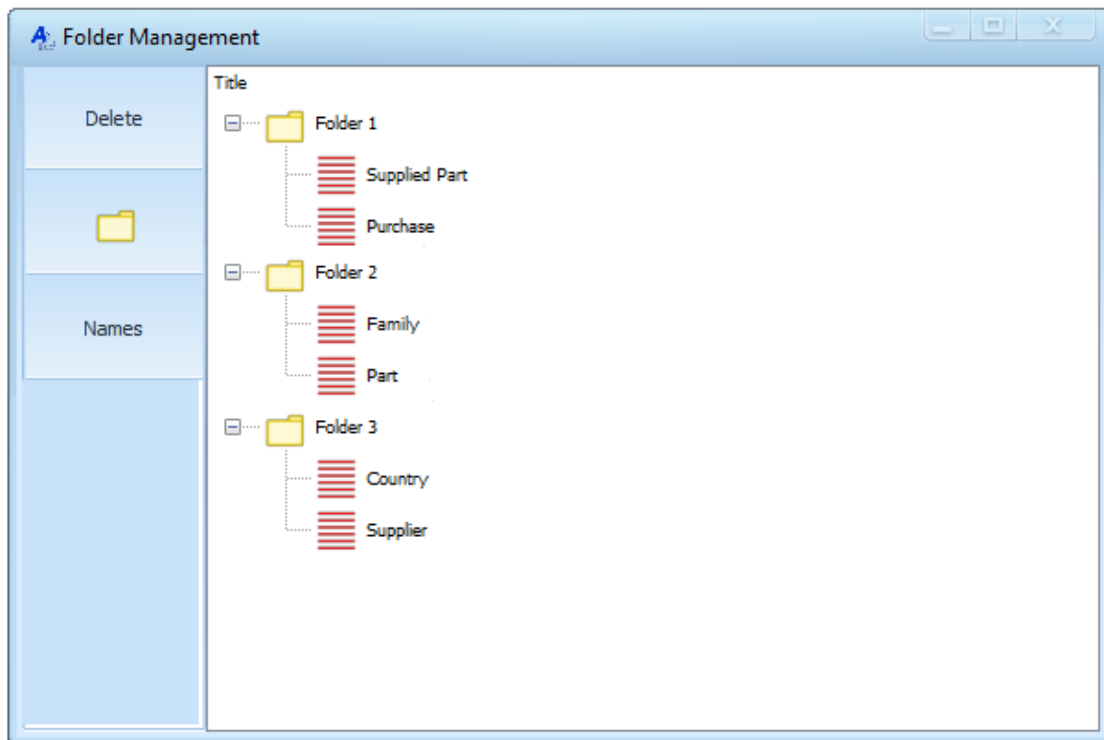 Folder Management
Delete
Names
Title
Folder 1
Supplied Part
Purchase
Folder 2
Family
Part
Folder 3
Country
Supplier